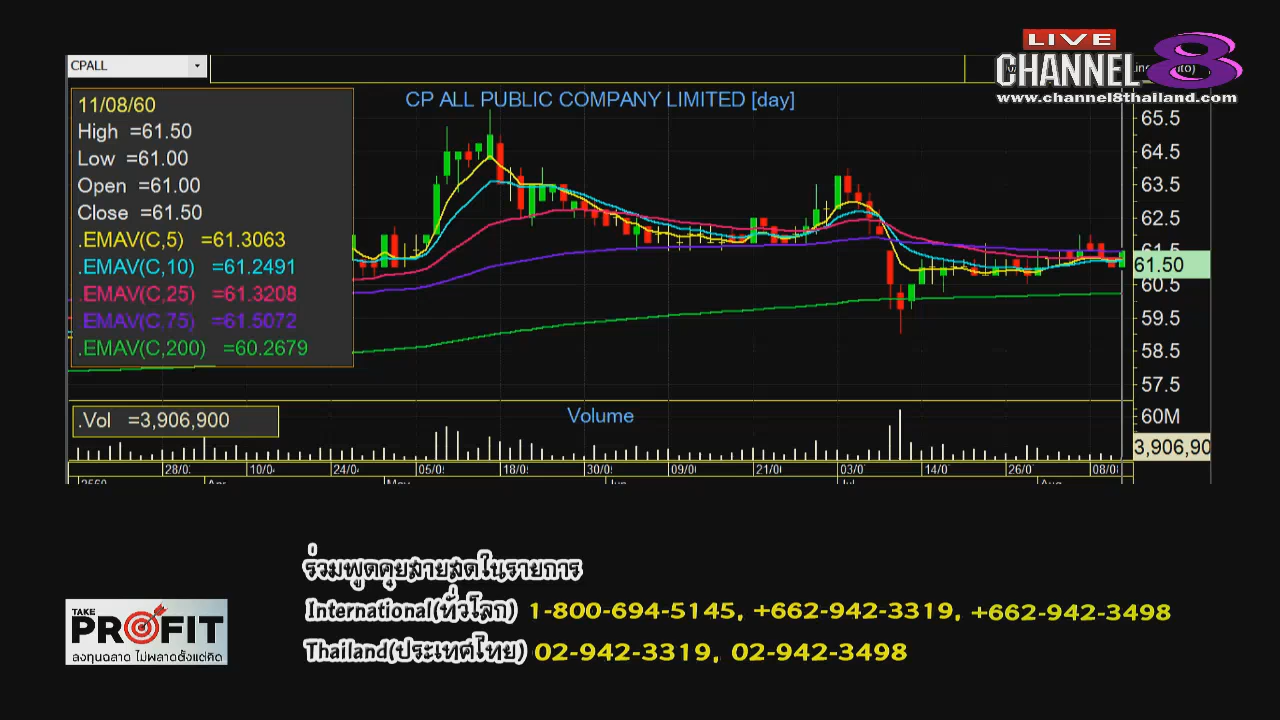 LIVE
CHANNEL 8
www.channel8thailand.com
CPALL
CP ALL PUBLIC COMPANY LIMITED [day]
11/08/60
High =61.50
Low =61.00
Open =61.00
Close =61.50
.EMAV(C,5) =61.3063
.EMAV(C,10) =61.2491
.EMAV(C,25) =61.3208
.EMAV(C,75) =61.5072
.EMAV(C,200) =60.2679
65.5
64.5
63.5
62.5
61.5
61.50
60.5
59.5
58.5
57.5
.Vol =3,906,900
Volume
60M
3,906,90
28/0 10/0 24/0 05/0 18/0 30/0 09/0 21/0 03/0 14/0 26/0 08/0
2560 Apr May Jun Jul Aug
ร่วมพูดคุยสายสดในรายการ
International(ทั่วโลก) 1-800-694-5145, +662-942-3319, +662-942-3498
Thailand(ประเทศไทย) 02-942-3319, 02-942-3498
TAKE
PROFIT
ลงทุนฉลาด ไม่พลาดตั้งแต่คิด